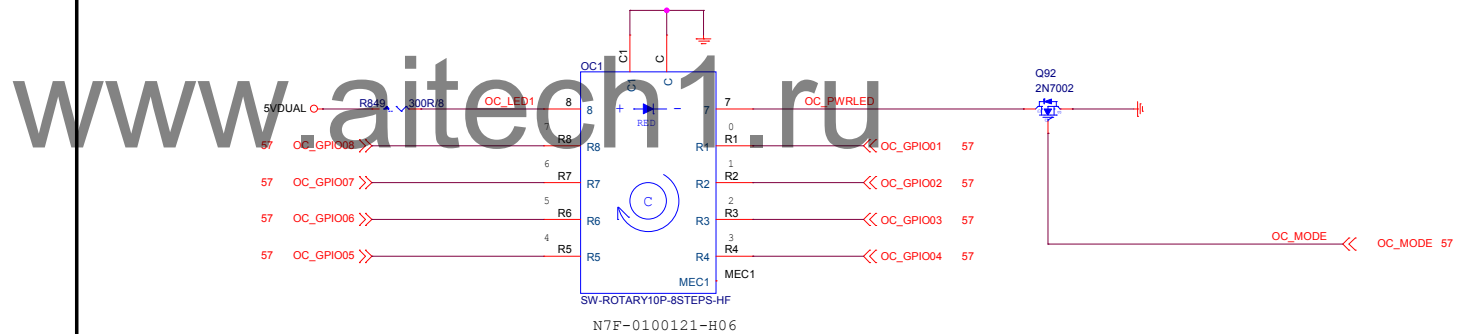 www.aitech1.ru
OC1
C1
C
C1
C
Q92
2N7002
5VDUAL
R849
300R/8
OC_LED1
8
8
+
-
RED
7
7
OC_PWRLED
7
R8
R8
57 OC_GPIO08
0
R1
R1
OC_GPIO01 57
6
R7
R7
57 OC_GPIO07
1
R2
R2
OC_GPIO02 57
5
R6
R6
57 OC_GPIO06
C
2
R3
R3
OC_GPIO03 57
4
R5
R5
57 OC_GPIO05
3
R4
R4
OC_GPIO04 57
OC_MODE
OC_MODE 57
MEC1
MEC1
SW-ROTARY10P-8STEPS-HF
N7F-0100121-H06